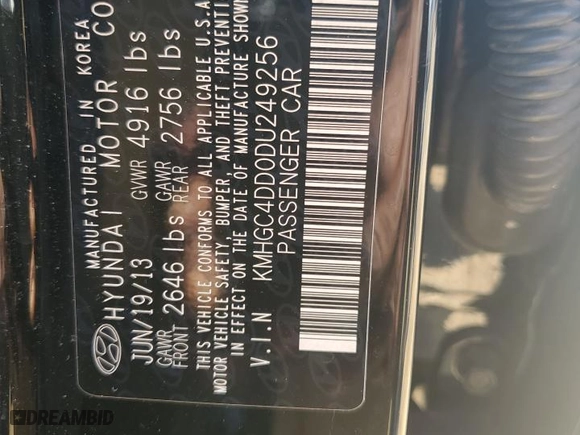 MANUFACTURED IN KOREA
HYUNDAI MOTOR CO
JUN/19/13 GVWR 4916 lbs
GAWR FRONT 2646 lbs GAWR REAR 2756 lbs
THIS VEHICLE CONFORMS TO ALL APPLICABLE U.S.A
MOTOR VEHICLE SAFETY, BUMPER, AND THEFT PREVENTI
IN EFFECT ON THE DATE OF MANUFACTURE SHOWN
V.I.N KMHGC4DD0DU249256
PASSENGER CAR
DREAMBID